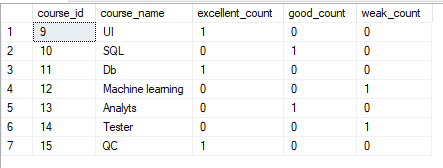 course_id course_name excellent_count good_count weak_count
1 9 UI 1 0 0
2 10 SQL 0 1 0
3 11 Db 1 0 0
4 12 Machine learning 0 0 1
5 13 Analyts 0 1 0
6 14 Tester 0 0 1
7 15 QC 1 0 0